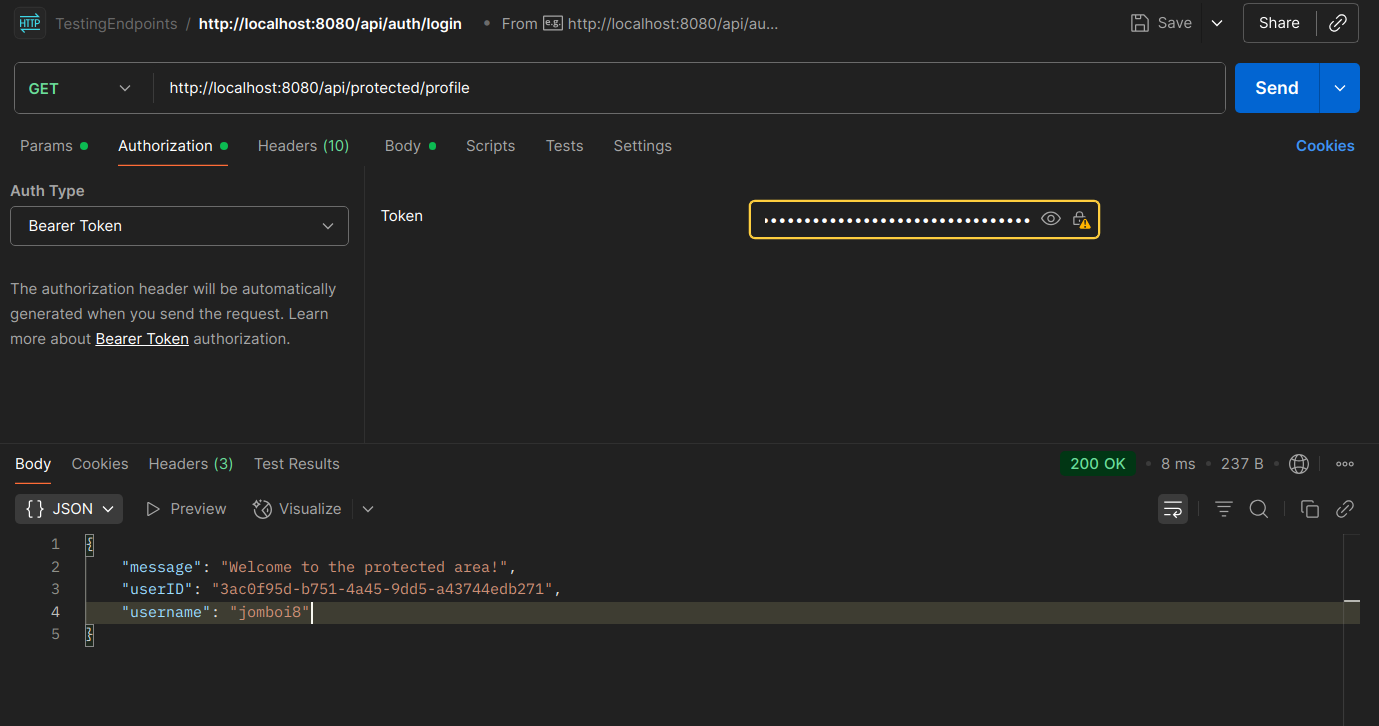 HTTP TestingEndpoints / http://localhost:8080/api/auth/login • From e.g. http://localhost:8080/api/au... Save Share
GET http://localhost:8080/api/protected/profile Send
Params Authorization Headers (10) Body Scripts Tests Settings Cookies
Auth Type
Bearer Token
The authorization header will be automatically
generated when you send the request. Learn
more about Bearer Token authorization.
Token ••••••••••••••••••••••••••••••••
Body Cookies Headers (3) Test Results 200 OK • 8 ms • 237 B •
{ } JSON Preview Visualize
1 {
2 "message": "Welcome to the protected area!",
3 "userID": "3ac0f95d-b751-4a45-9dd5-a43744edb271",
4 "username": "jomboi8"
5 }